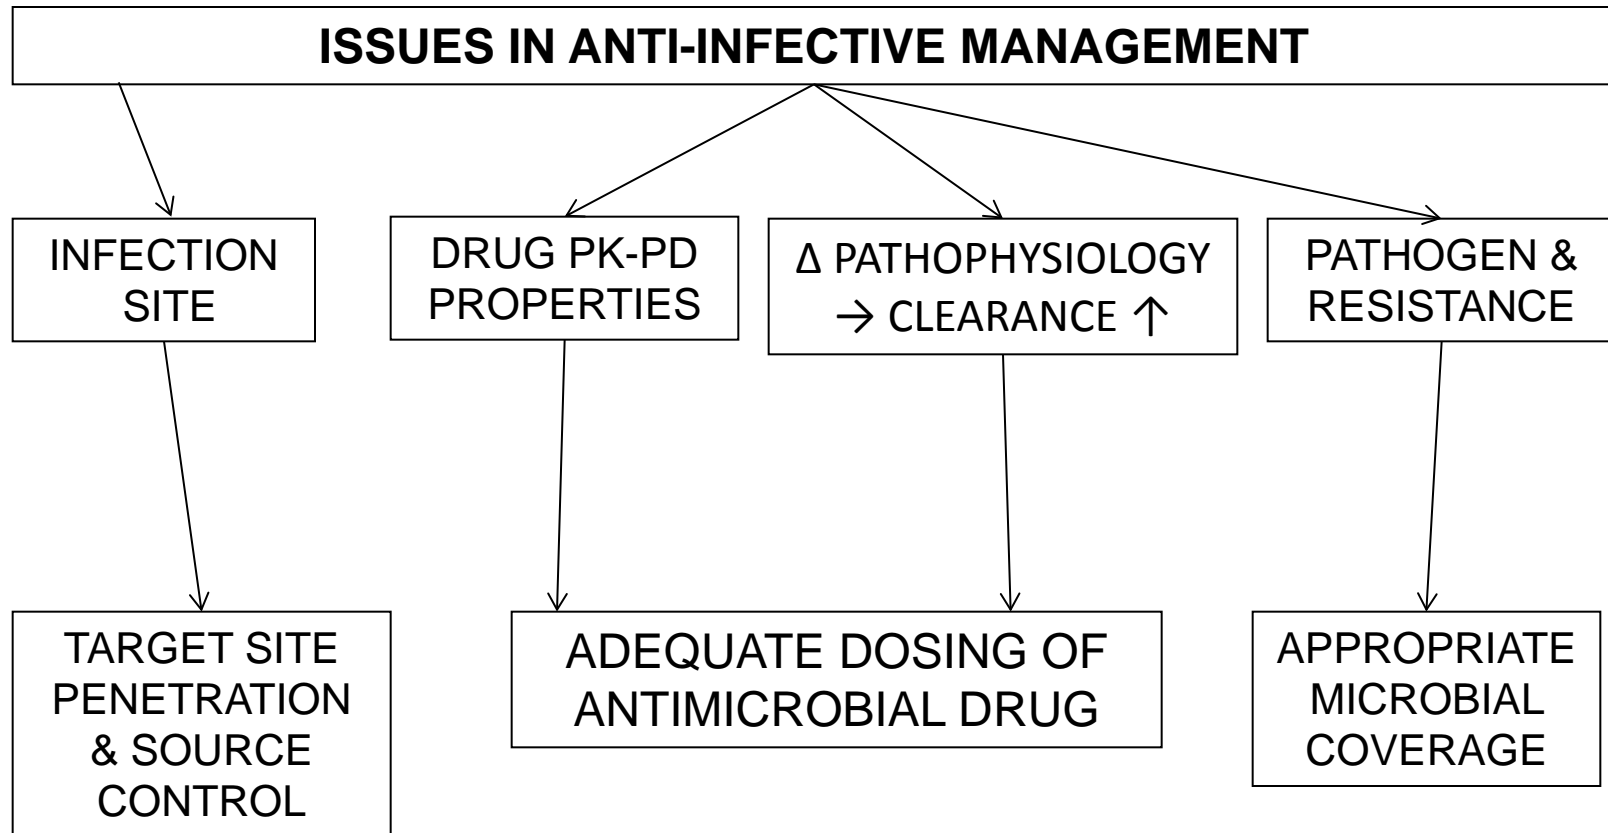 ISSUES IN ANTI-INFECTIVE MANAGEMENT
INFECTION
SITE
DRUG PK-PD
PROPERTIES
Δ PATHOPHYSIOLOGY
→ CLEARANCE ↑
PATHOGEN &
RESISTANCE
TARGET SITE
PENETRATION
& SOURCE
CONTROL
ADEQUATE DOSING OF
ANTIMICROBIAL DRUG
APPROPRIATE
MICROBIAL
COVERAGE